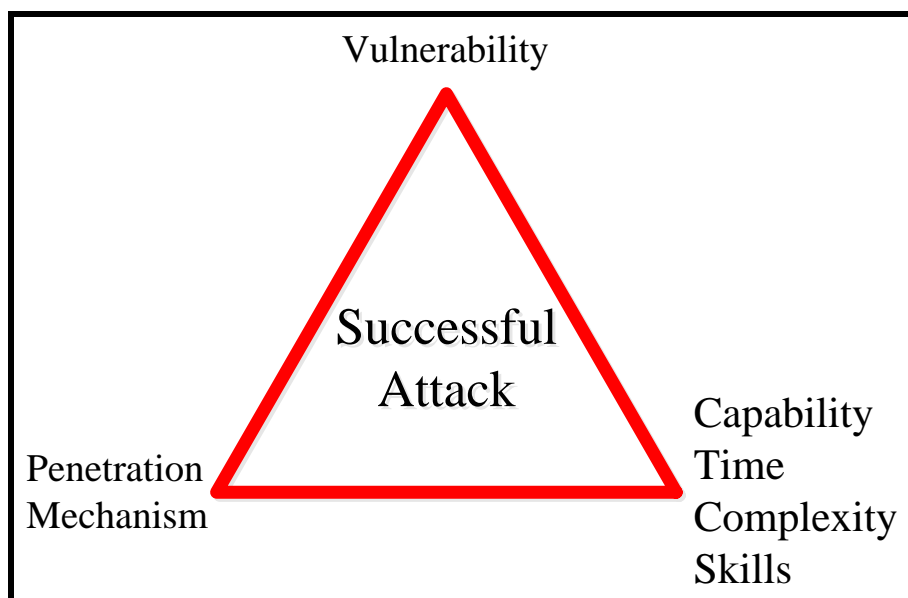 Vulnerability
Successful
Attack
Penetration
Mechanism
Capability
Time
Complexity
Skills